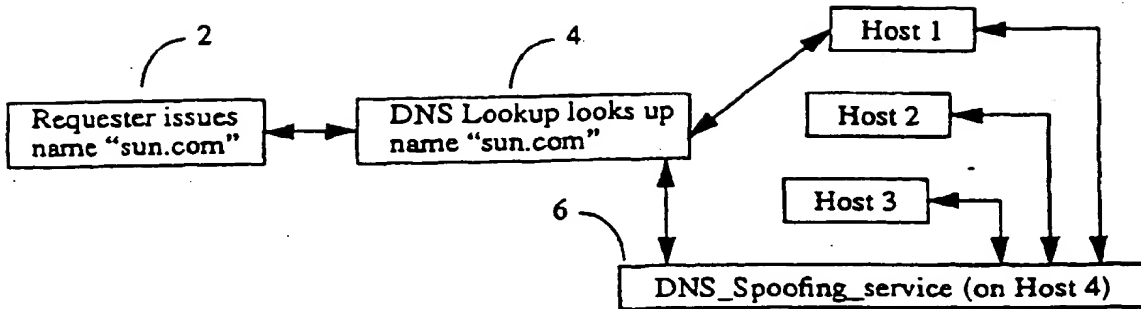 2
4
Host 1
Requester issues
name “sun.com”
DNS Lookup looks up
name “sun.com”
Host 2
Host 3
6
DNS_Spoofing_service (on Host 4)